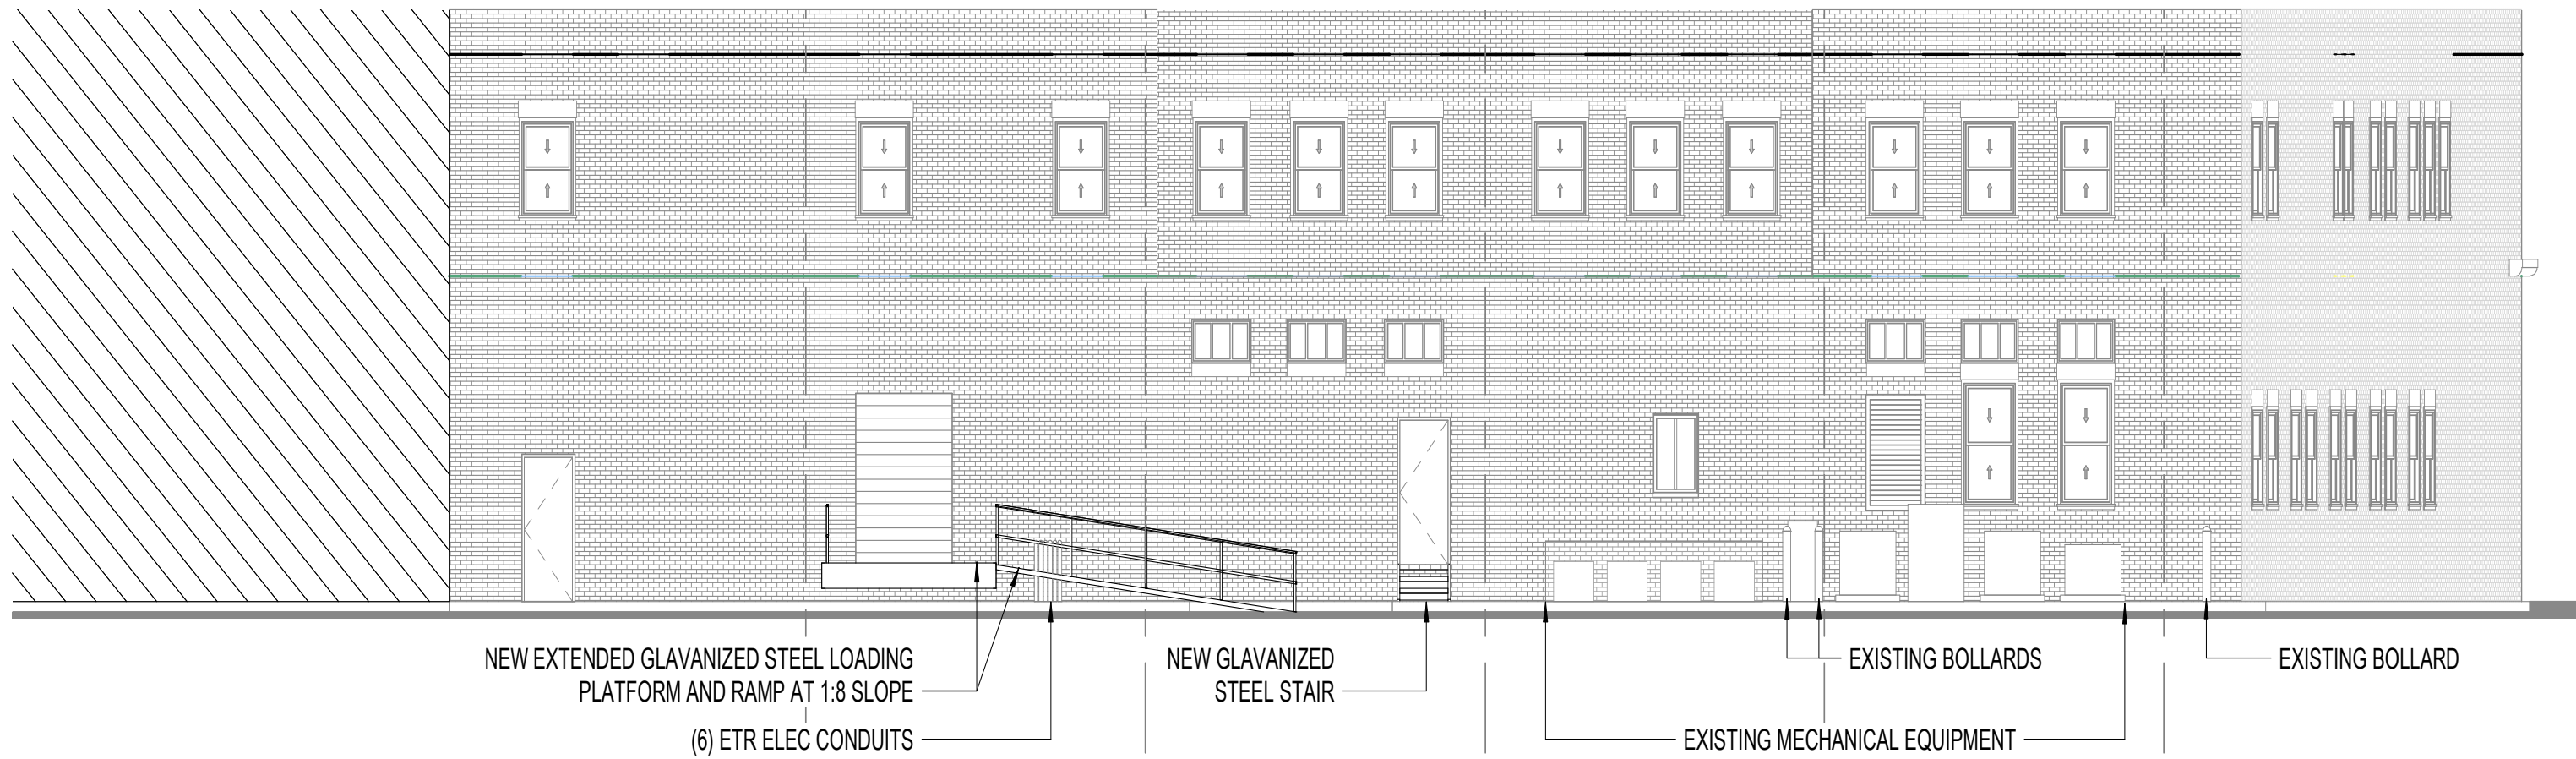 NEW EXTENDED GLAVANIZED STEEL LOADING
PLATFORM AND RAMP AT 1:8 SLOPE
(6) ETR ELEC CONDUITS
NEW GLAVANIZED
STEEL STAIR
EXISTING BOLLARDS
EXISTING MECHANICAL EQUIPMENT
EXISTING BOLLARD